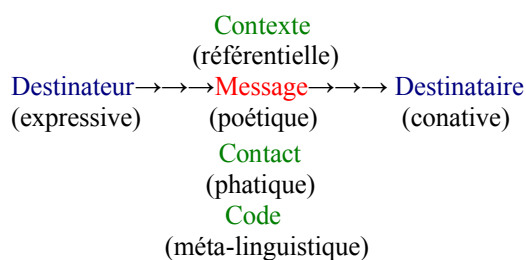 Contexte
(référentielle)
Destinateur→→→Message→→→ Destinataire
(expressive) (poétique) (conative)
Contact
(phatique)
Code
(méta-linguistique)